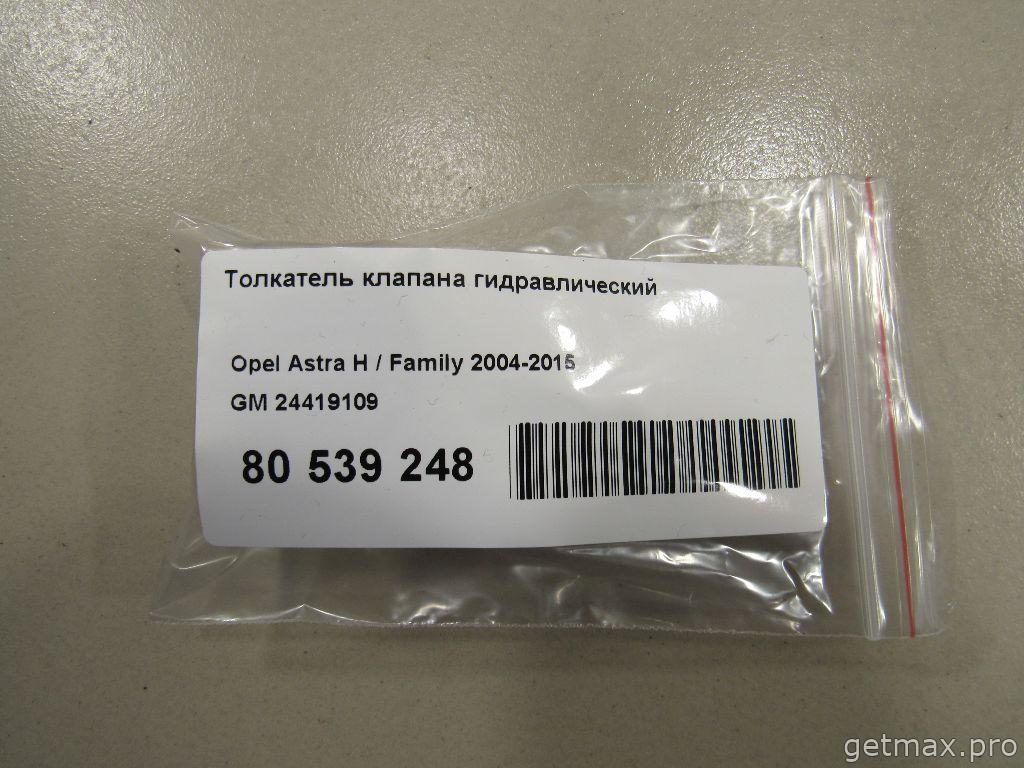 Толкатель клапана гидравлический
Opel Astra H / Family 2004-2015
GM 24419109
80 539 248
getmax.pro